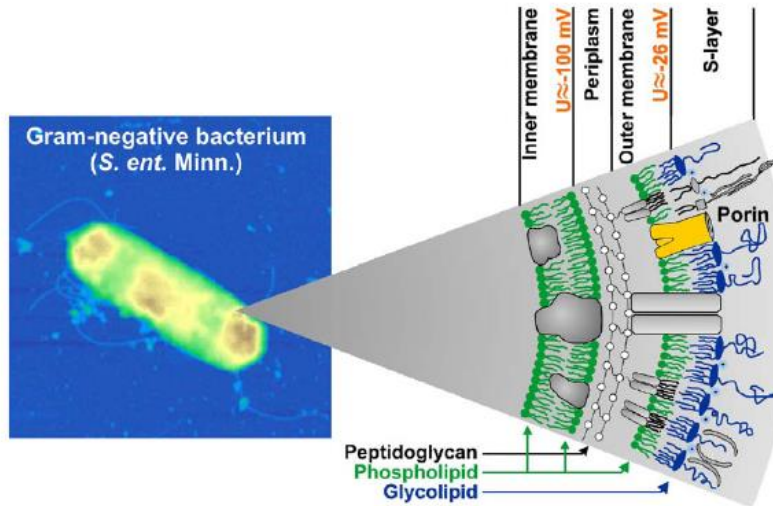 Gram-negative bacterium
(S. ent. Minn.)
Inner membrane
U≈-100 mV
Periplasm
Outer membrane
U≈-26 mV
S-layer
Porin
Peptidoglycan
Phospholipid
Glycolipid